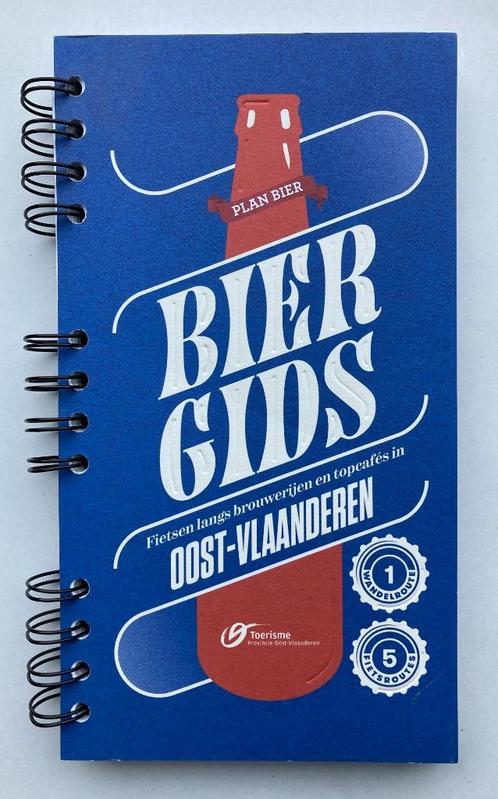 PLAN BIER
BIER
GIDS
Fietsen langs brouwerijen en topcafés in
OOST-VLAANDEREN
1
WANDELROUTE
Toerisme
Provincie Oost-Vlaanderen
5
FIETSROUTES